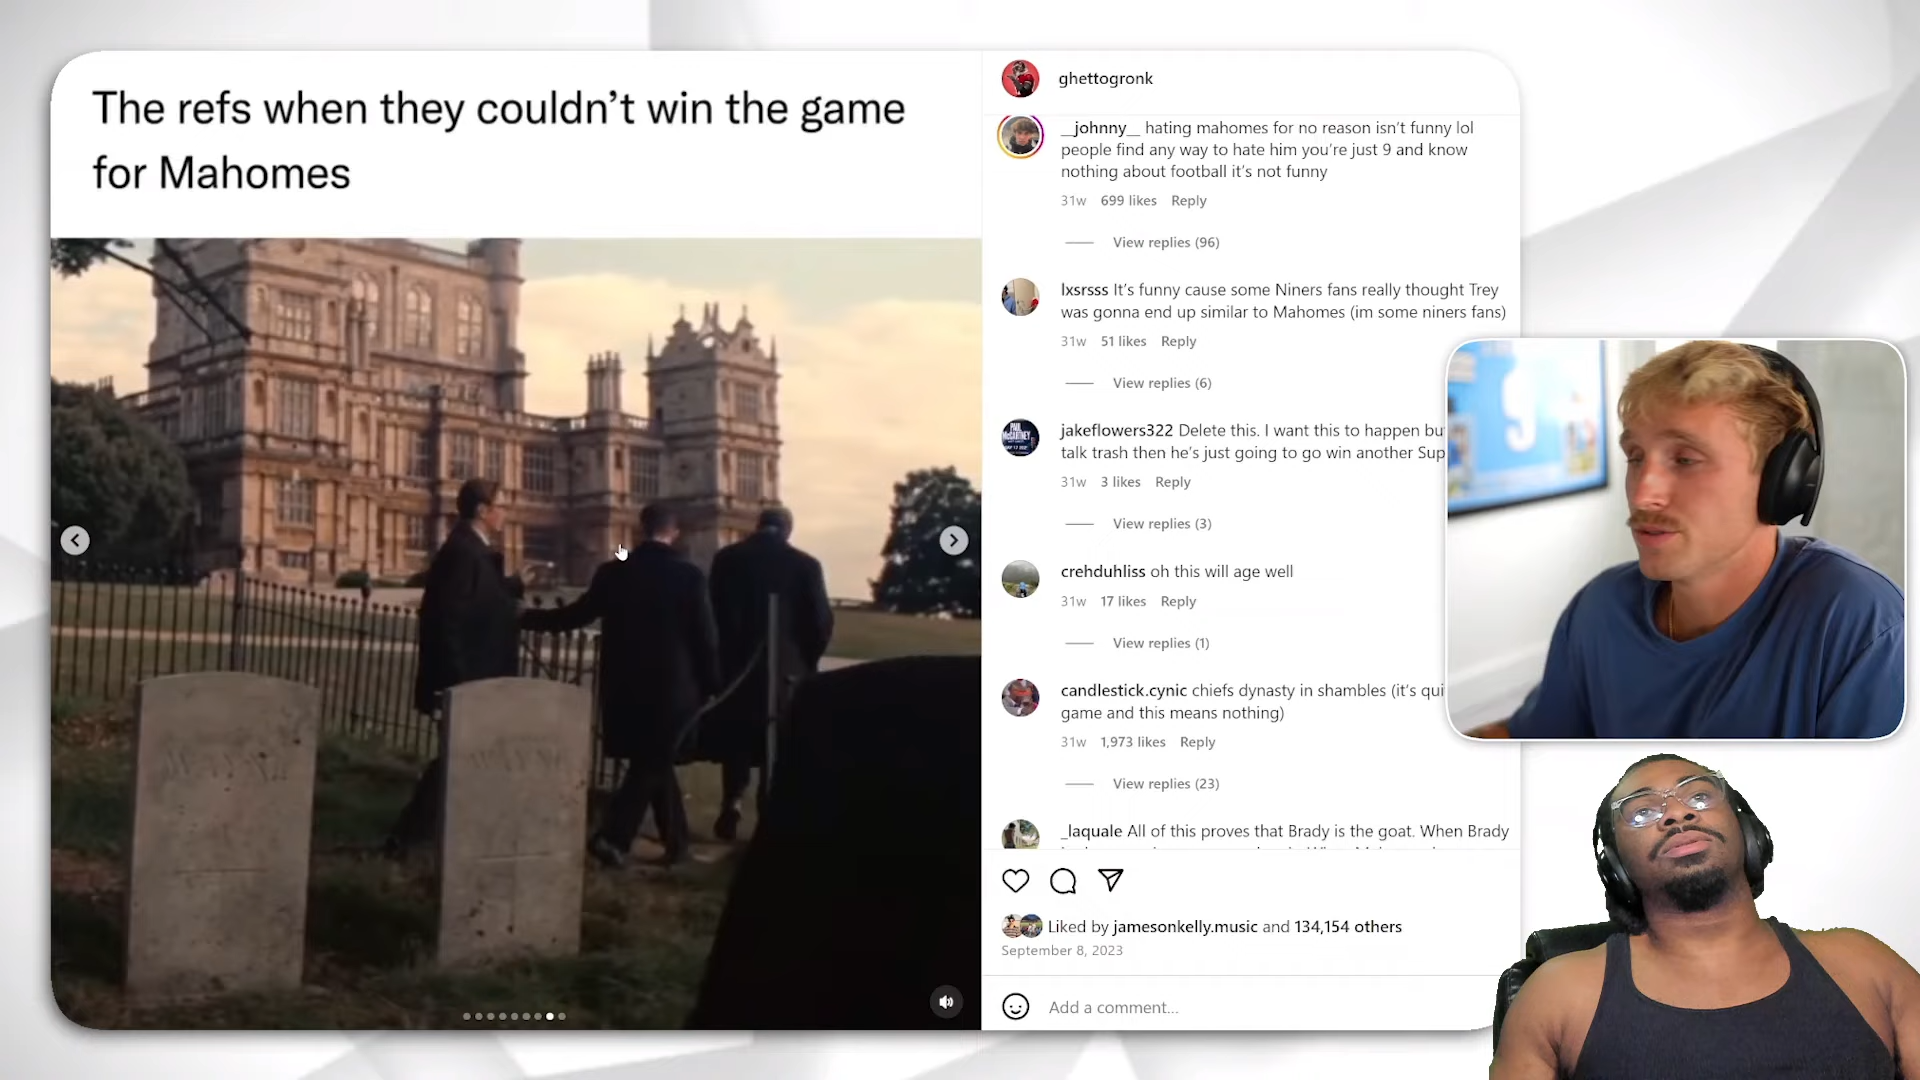 The refs when they couldn't win the game
for Mahomes
ghettogronk
__johnny__ hating mahomes for no reason isn't funny lol
people find any way to hate him you're just 9 and know
nothing about football it's not funny
31w 699 likes Reply
View replies (96)
lxsrsss It's funny cause some Niners fans really thought Trey
was gonna end up similar to Mahomes (im some niners fans)
31w 51 likes Reply
View replies (6)
jakeflowers322 Delete this. I want this to happen bu
talk trash then he's just going to go win another Sup
31w 3 likes Reply
View replies (3)
crehduhliss oh this will age well
31w 17 likes Reply
View replies (1)
candlestick.cynic chiefs dynasty in shambles (it's qui
game and this means nothing)
31w 1,973 likes Reply
View replies (23)
_laquale All of this proves that Brady is the goat. When Brady
Liked by jamesonkelly.music and 134,154 others
September 8, 2023
Add a comment...